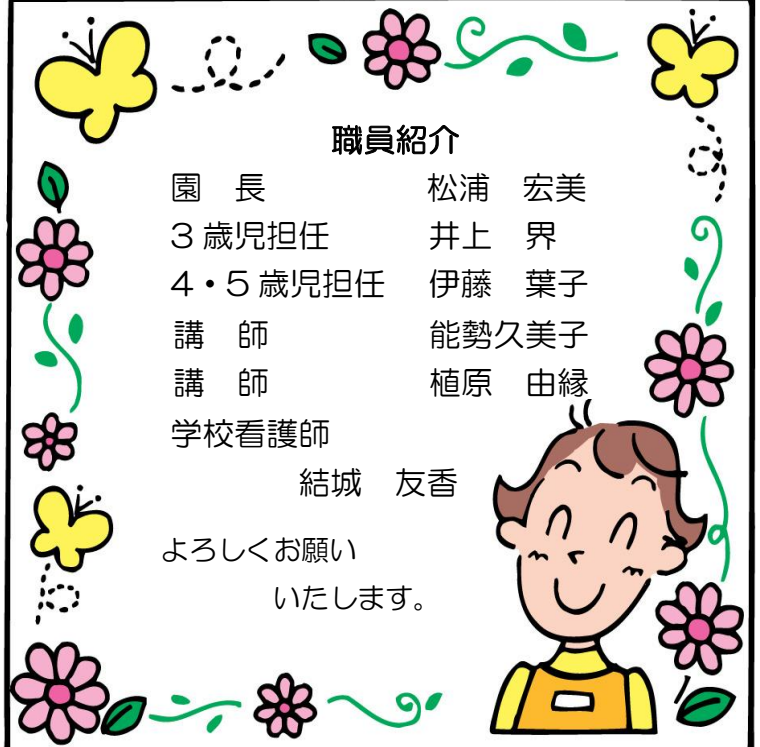 職員紹介
園　長　　　　　松浦　宏美
３歳児担任　　　井上　界
４・５歳児担任　伊藤　葉子
講　師　　　　　能勢久美子
講　師　　　　　植原　由縁
学校看護師
結城　友香
よろしくお願い
いたします。